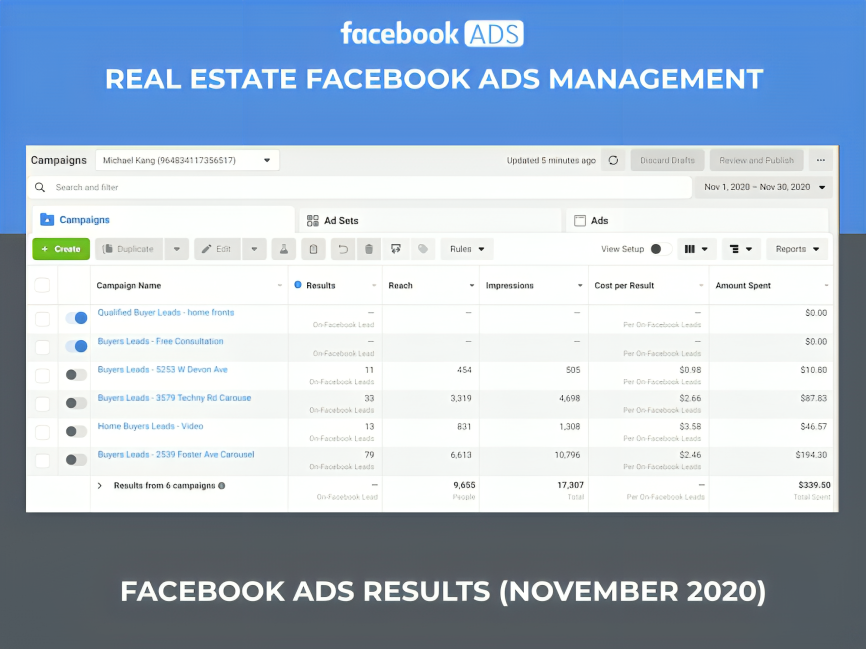 facebook ADS
REAL ESTATE FACEBOOK ADS MANAGEMENT
Campaigns Michael Kang (964834117356517) Updated 5 minutes ago Discard Drafts Review and Publish ...
Search and filter Nov 1, 2020 – Nov 30, 2020
Campaigns Ad Sets Ads
+ Create Duplicate Edit Rules View Setup Reports
Campaign Name Results Reach Impressions Cost per Result Amount Spent
Qualified Buyer Leads - home fronts — — — — $0.00
On-Facebook Lead Per On-Facebook Leads
Buyers Leads - Free Consultation — — — — $0.00
On-Facebook Lead Per On-Facebook Leads
Buyers Leads - 5253 W Devon Ave 11 454 505 $0.98 $10.80
On-Facebook Leads Per On-Facebook Leads
Buyers Leads - 3579 Techny Rd Carouse 33 3,319 4,698 $2.66 $87.83
On-Facebook Leads Per On-Facebook Leads
Home Buyers Leads - Video 13 831 1,308 $3.58 $46.57
On-Facebook Leads Per On-Facebook Leads
Buyers Leads - 2539 Foster Ave Carousel 79 6,613 10,796 $2.46 $194.30
On-Facebook Leads Per On-Facebook Leads
Results from 6 campaigns — 9,655 17,307 — $339.50
On-Facebook Lead People Total Per On-Facebook Leads Total Spent
FACEBOOK ADS RESULTS (NOVEMBER 2020)